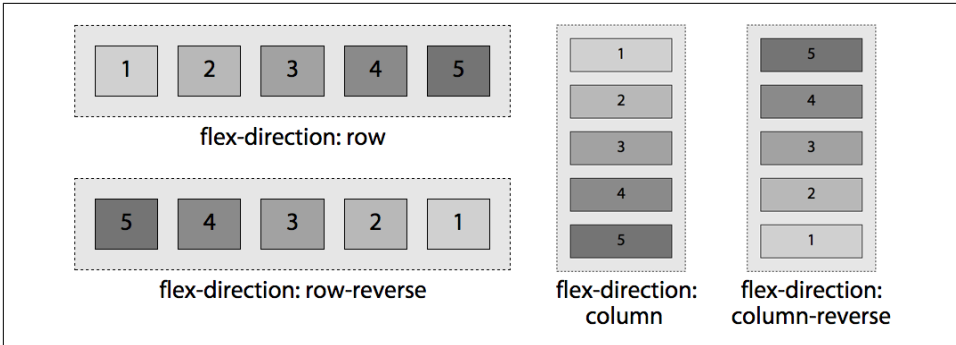 1 2 3 4 5
flex-direction: row
5 4 3 2 1
flex-direction: row-reverse
1
2
3
4
5
flex-direction:
column
5
4
3
2
1
flex-direction:
column-reverse